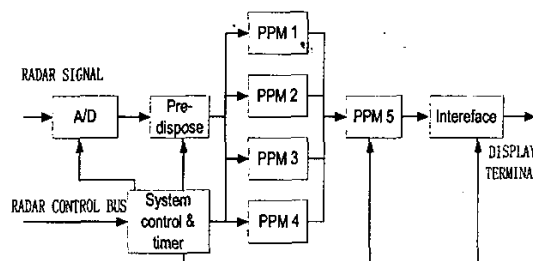 PPM 1
RADAR SIGNAL
A/D
Pre-
dispose
PPM 2
PPM 5
Intereface
PPM 3
DISPLAY
TERMINAL
RADAR CONTROL BUS
System
control &
timer
PPM 4